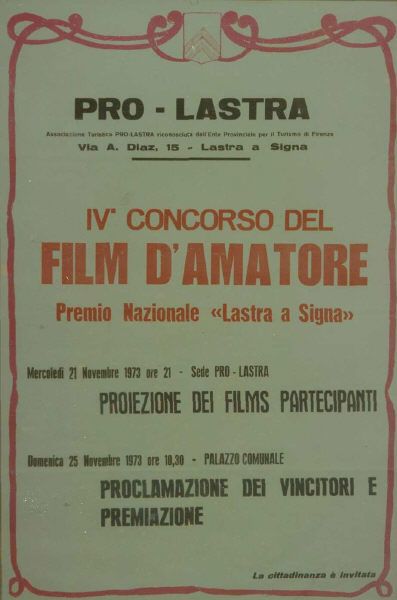 PRO - LASTRA
Associazione Turistica PRO-LASTRA riconosciuta dall'Ente Provinciale per il Turismo di Firenze
Via A. Diaz, 15 - Lastra a Signa
IV° CONCORSO DEL
FILM D'AMATORE
Premio Nazionale «Lastra a Signa»
Mercoledì 21 Novembre 1973 ore 21 - Sede PRO - LASTRA
PROIEZIONE DEI FILMS PARTECIPANTI
Domenica 25 Novembre 1973 ore 10,30 - PALAZZO COMUNALE
PROCLAMAZIONE DEI VINCITORI E
PREMIAZIONE
La cittadinanza è invitata